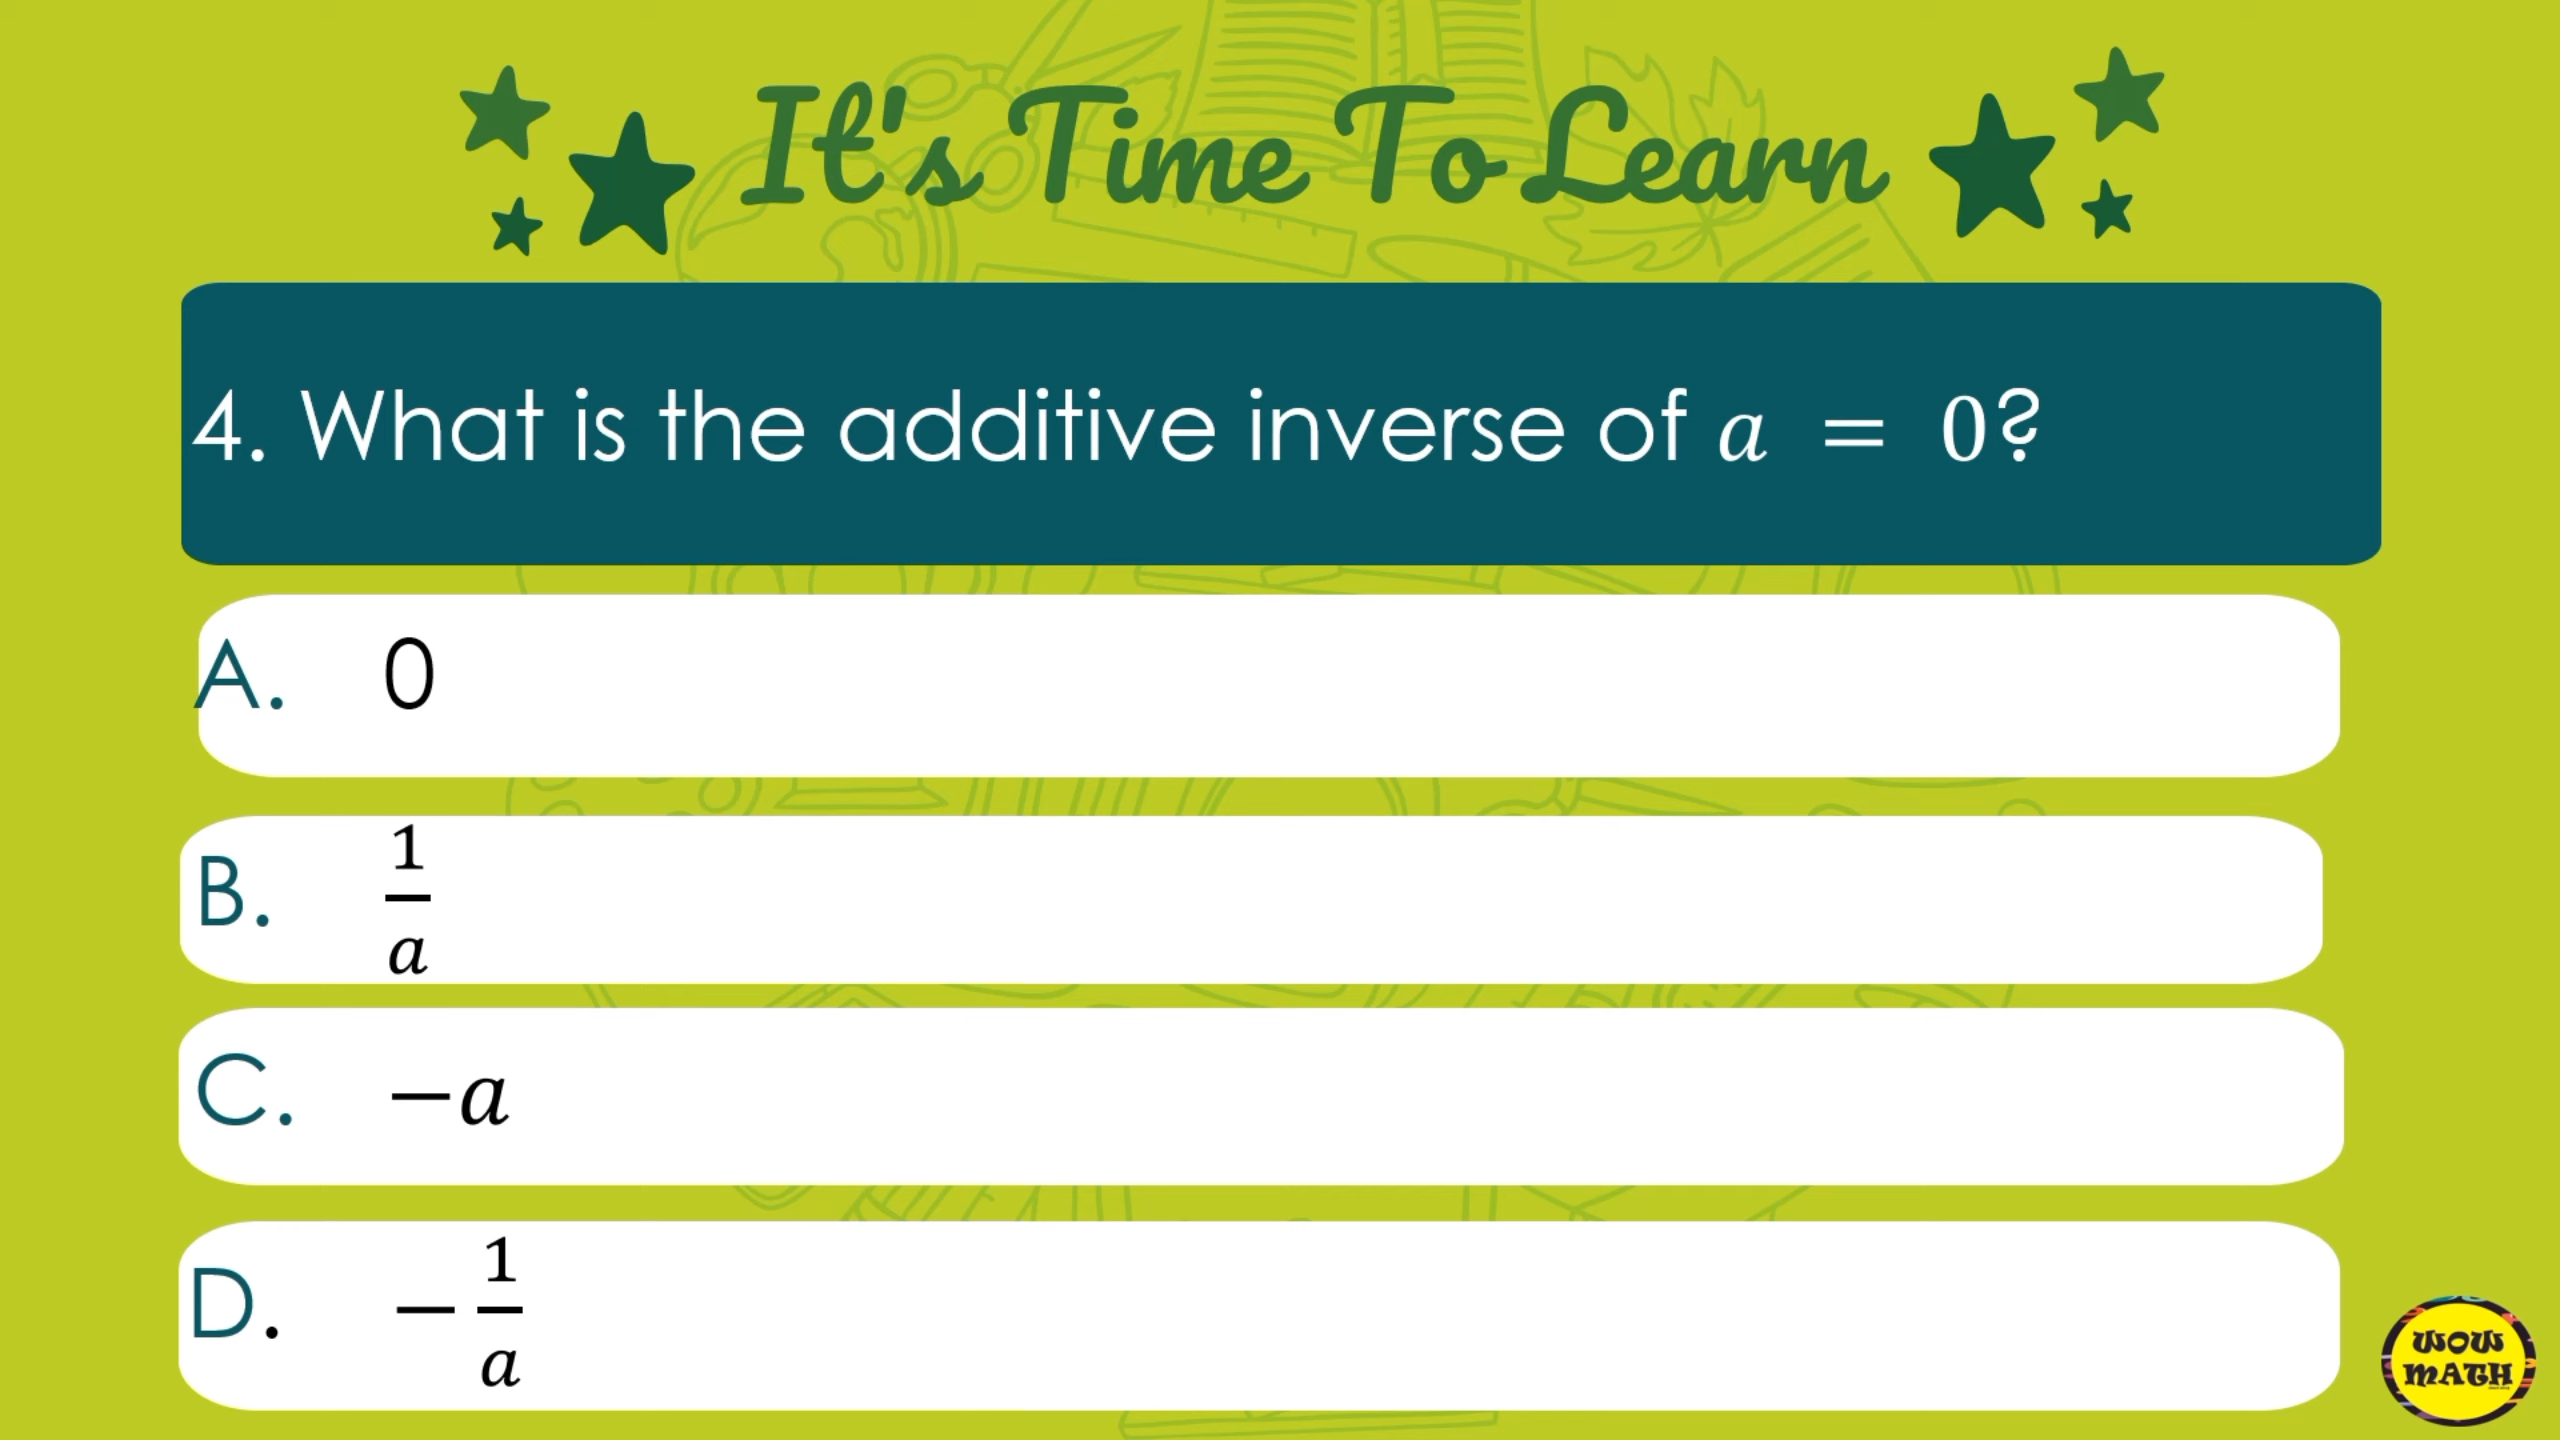 It's Time To Learn
4. What is the additive inverse of a = 0?
A. 0
B. 1/a
C. −a
D. −1/a
WOW
MATH